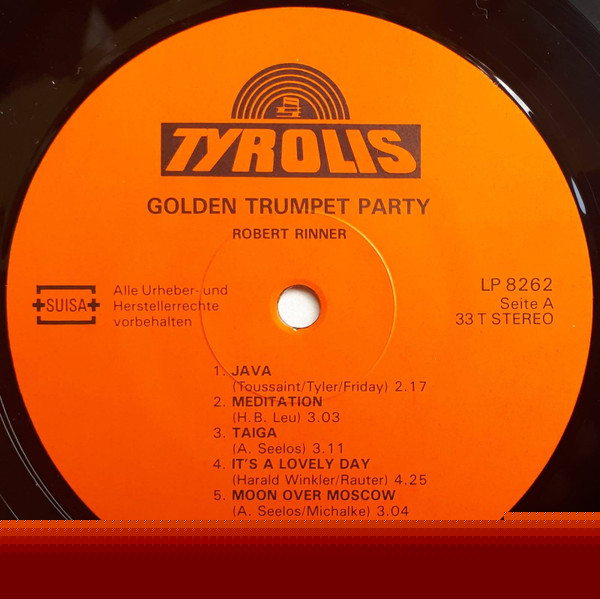 TYROLIS
GOLDEN TRUMPET PARTY
ROBERT RINNER
SUISA
Alle Urheber- und
Herstellerrechte
vorbehalten
LP 8262
Seite A
33 T STEREO
1. JAVA
(Toussaint/Tyler/Friday) 2.17
2. MEDITATION
(H. B. Leu) 3.03
3. TAIGA
(A. Seelos) 3.11
4. IT'S A LOVELY DAY
(Harald Winkler/Rauter) 4.25
5. MOON OVER MOSCOW
(A. Seelos/Michalke) 3.04